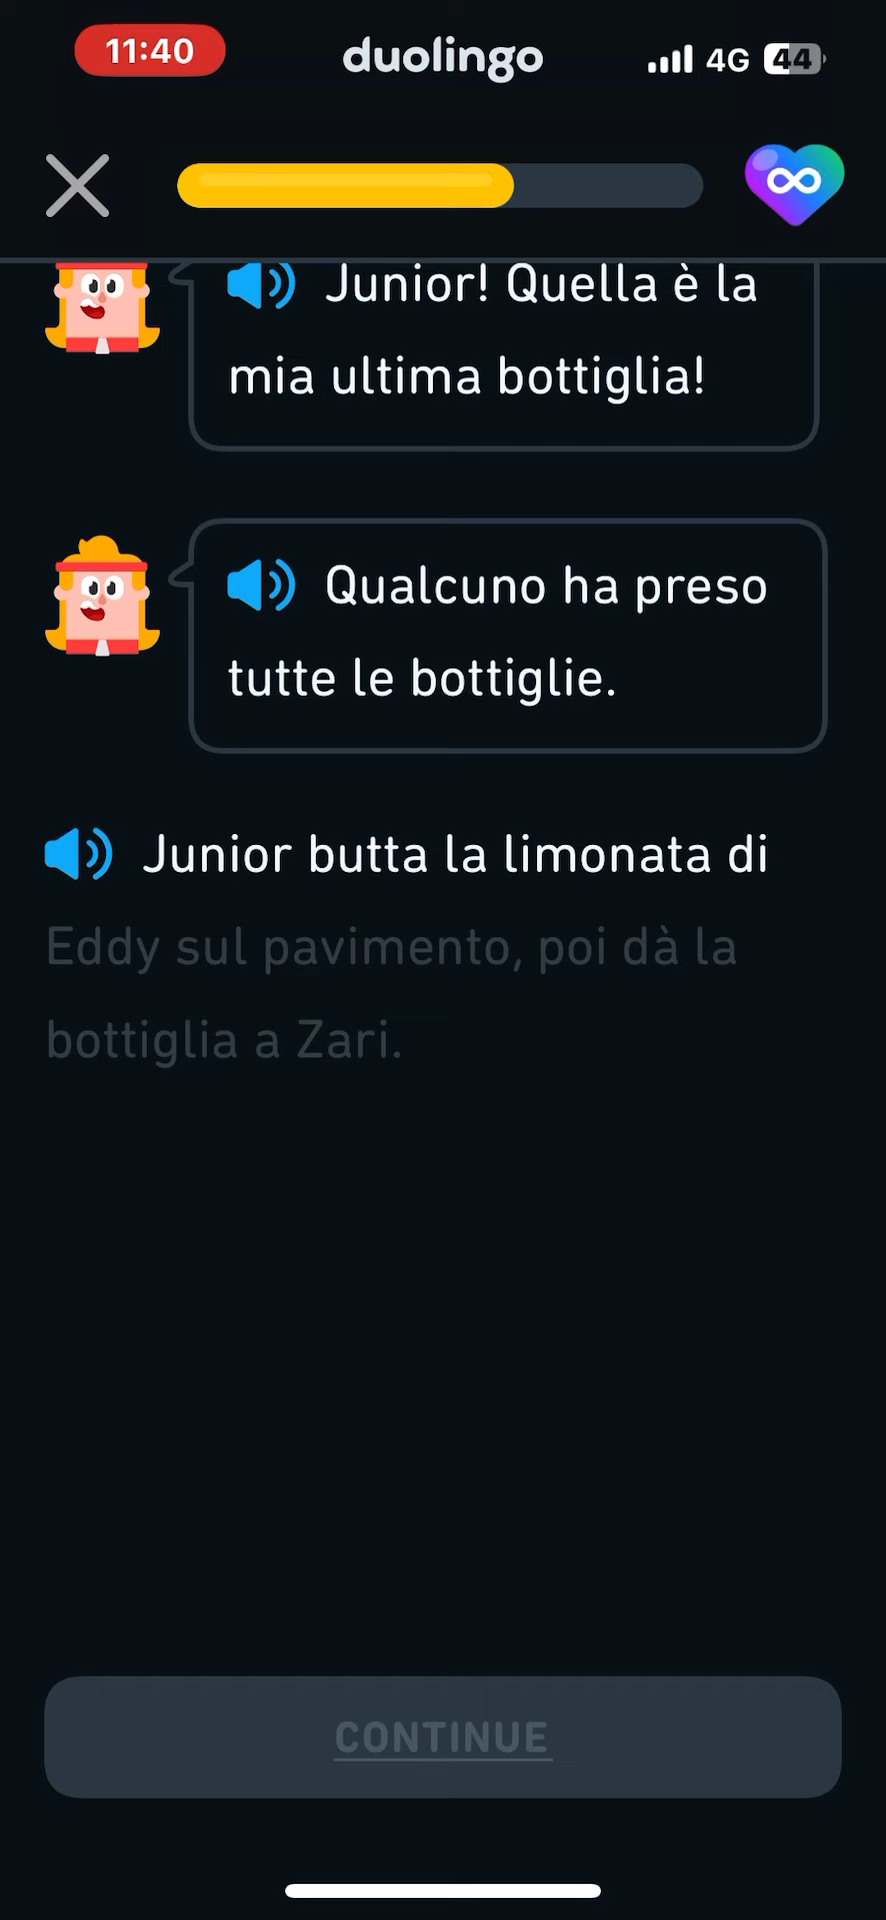 11:40 duolingo 4G 44
Junior! Quella è la
mia ultima bottiglia!
Qualcuno ha preso
tutte le bottiglie.
Junior butta la limonata di
Eddy sul pavimento, poi dà la
bottiglia a Zari.
CONTINUE